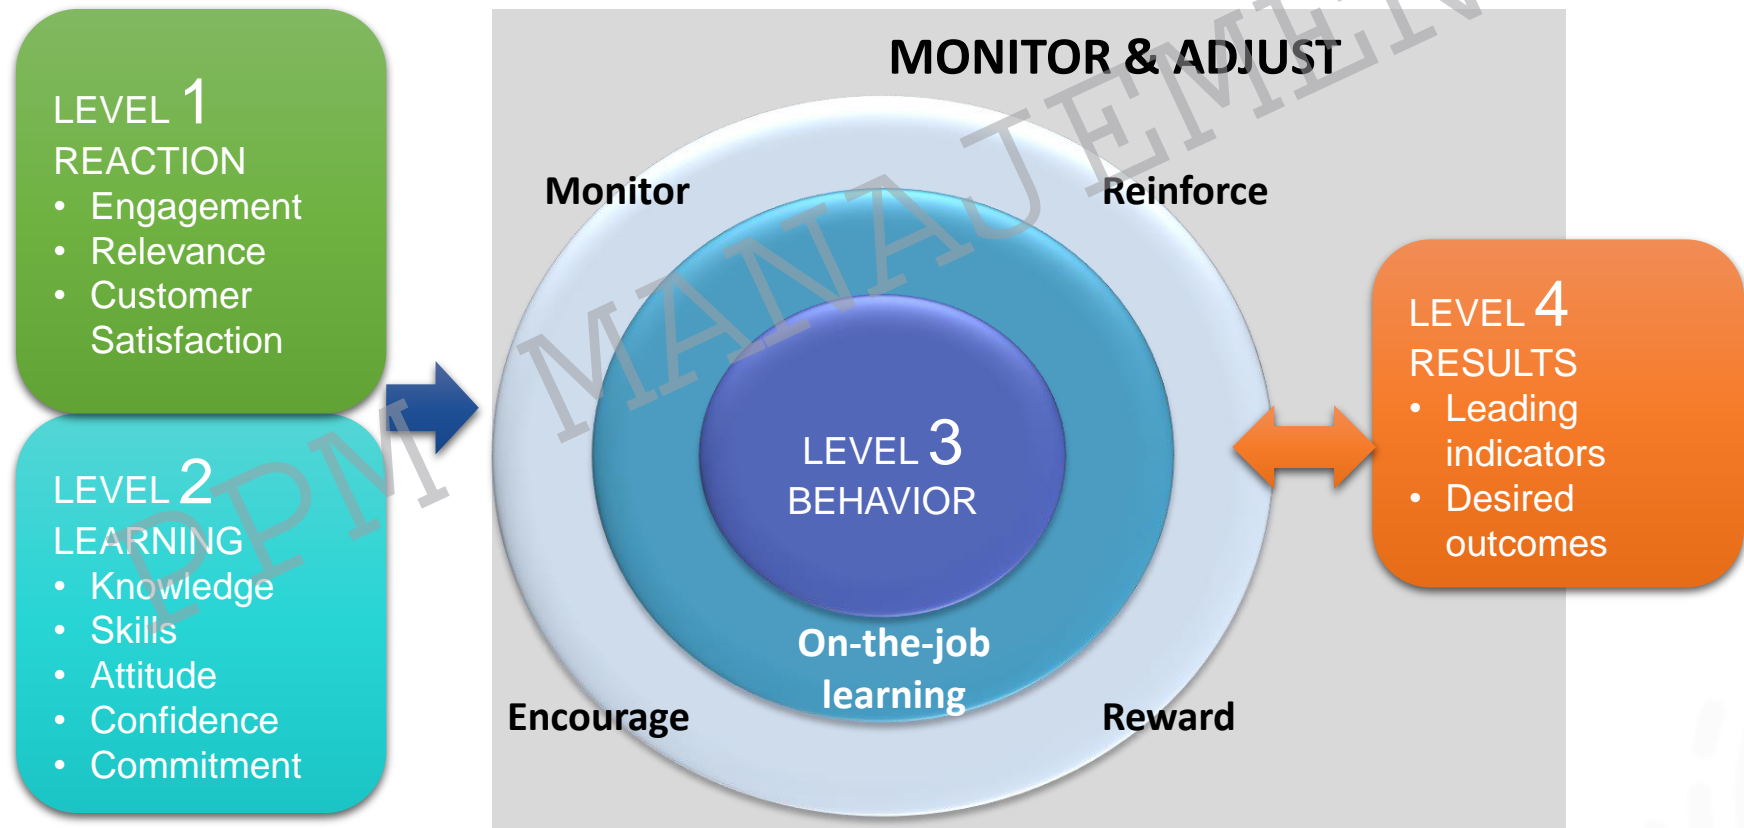 LEVEL 1
REACTION
• Engagement
• Relevance
• Customer
Satisfaction
LEVEL 2
LEARNING
• Knowledge
• Skills
• Attitude
• Confidence
• Commitment
MONITOR & ADJUST
Monitor
Reinforce
LEVEL 3
BEHAVIOR
On-the-job
learning
Encourage
Reward
LEVEL 4
RESULTS
• Leading
indicators
• Desired
outcomes
PPM MANAJEMEN